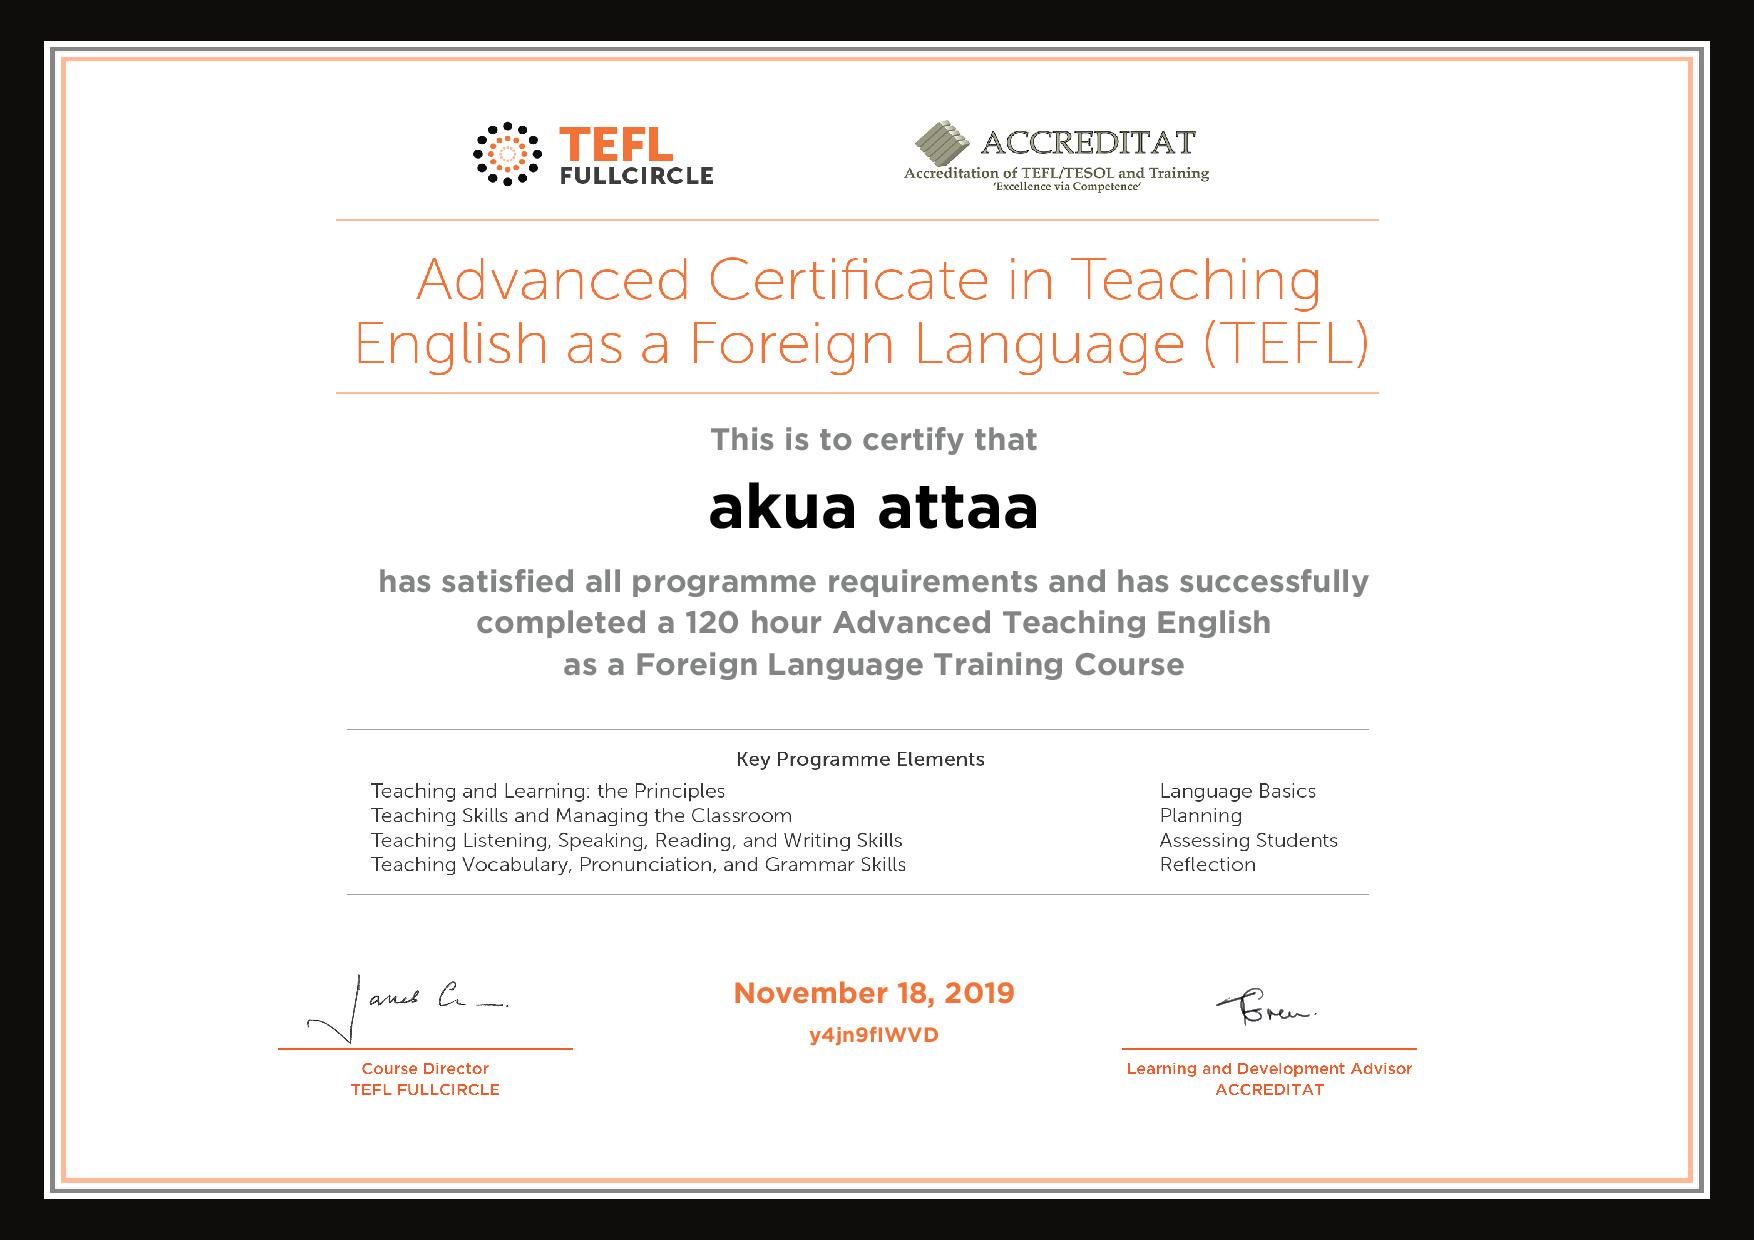 TEFL
FULLCIRCLE
ACCREDITAT
Accreditation of TEFL/TESOL and Training
'Excellence via Competence'
Advanced Certificate in Teaching
English as a Foreign Language (TEFL)
This is to certify that
akua attaa
has satisfied all programme requirements and has successfully
completed a 120 hour Advanced Teaching English
as a Foreign Language Training Course
Key Programme Elements
Teaching and Learning: the Principles
Teaching Skills and Managing the Classroom
Teaching Listening, Speaking, Reading, and Writing Skills
Teaching Vocabulary, Pronunciation, and Grammar Skills
Language Basics
Planning
Assessing Students
Reflection
November 18, 2019
y4jn9fIWVD
Course Director
TEFL FULLCIRCLE
Learning and Development Advisor
ACCREDITAT